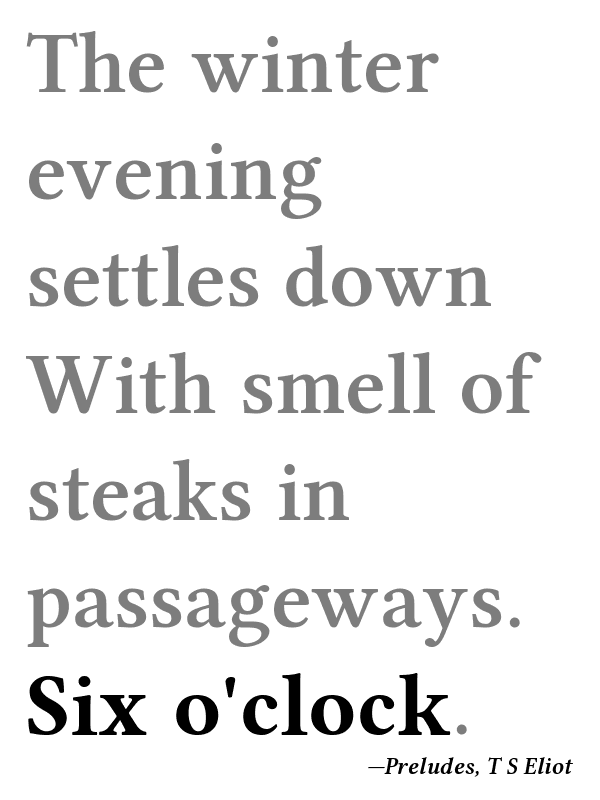 The winter
evening
settles down
With smell of
steaks in
passageways.
Six o'clock.
—Preludes, T S Eliot